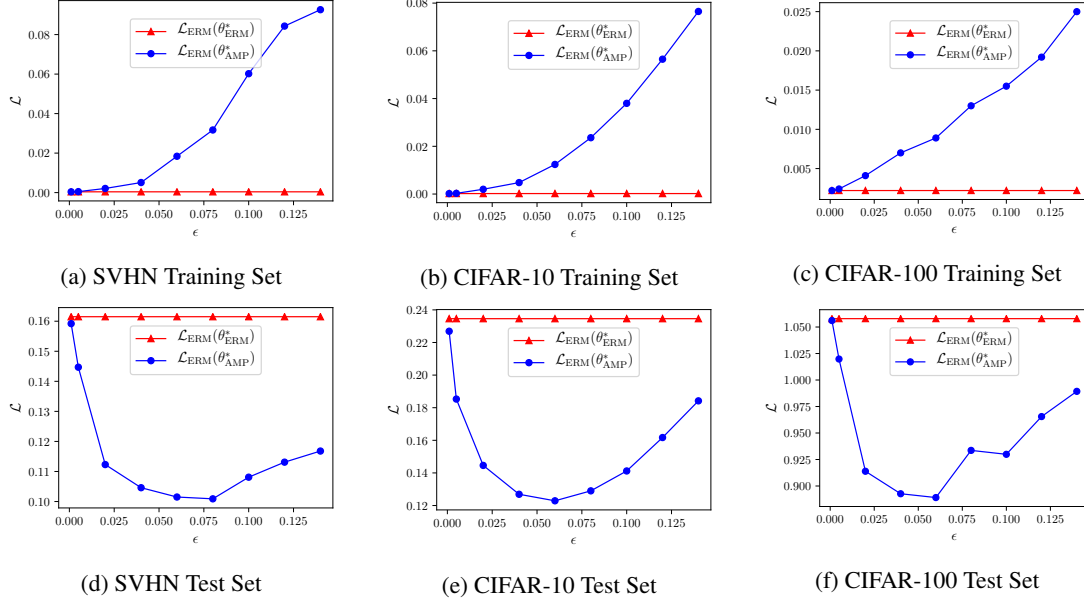 0.08
0.06
0.04
0.02
0.00
ℒ
ℒ_ERM(θ*_ERM)
ℒ_ERM(θ*_AMP)
0.000 0.025 0.050 0.075 0.100 0.125
ϵ
(a) SVHN Training Set
0.08
0.06
0.04
0.02
0.00
ℒ
ℒ_ERM(θ*_ERM)
ℒ_ERM(θ*_AMP)
0.000 0.025 0.050 0.075 0.100 0.125
ϵ
(b) CIFAR-10 Training Set
0.025
0.020
0.015
0.010
0.005
ℒ
ℒ_ERM(θ*_ERM)
ℒ_ERM(θ*_AMP)
0.000 0.025 0.050 0.075 0.100 0.125
ϵ
(c) CIFAR-100 Training Set
0.16
0.15
0.14
0.13
0.12
0.11
0.10
ℒ
ℒ_ERM(θ*_ERM)
ℒ_ERM(θ*_AMP)
0.000 0.025 0.050 0.075 0.100 0.125
ϵ
(d) SVHN Test Set
0.24
0.22
0.20
0.18
0.16
0.14
0.12
ℒ
ℒ_ERM(θ*_ERM)
ℒ_ERM(θ*_AMP)
0.000 0.025 0.050 0.075 0.100 0.125
ϵ
(e) CIFAR-10 Test Set
1.050
1.025
1.000
0.975
0.950
0.925
0.900
ℒ
ℒ_ERM(θ*_ERM)
ℒ_ERM(θ*_AMP)
0.000 0.025 0.050 0.075 0.100 0.125
ϵ
(f) CIFAR-100 Test Set